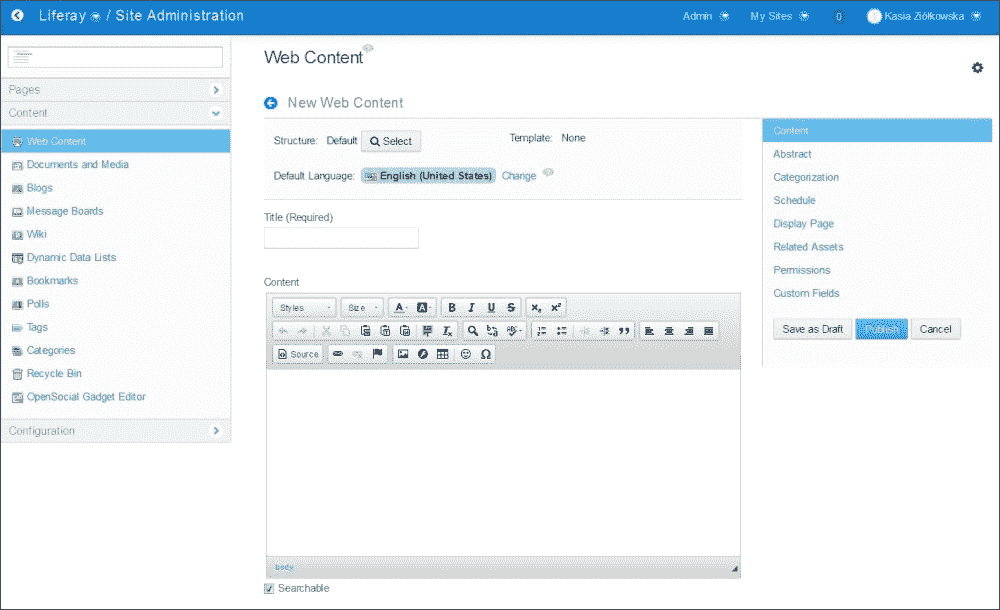 Liferay / Site Administration
Admin My Sites 0 Kasia Ziółkowska
Pages
Content
Web Content
Documents and Media
Blogs
Message Boards
Wiki
Dynamic Data Lists
Bookmarks
Polls
Tags
Categories
Recycle Bin
OpenSocial Gadget Editor
Configuration
Web Content
New Web Content
Structure: Default Select Template: None
Default Language: English (United States) Change
Title (Required)
Content
Styles Size A A B I U S x₂ x²
Source Ω
body
Searchable
Content
Abstract
Categorization
Schedule
Display Page
Related Assets
Permissions
Custom Fields
Save as Draft Publish Cancel